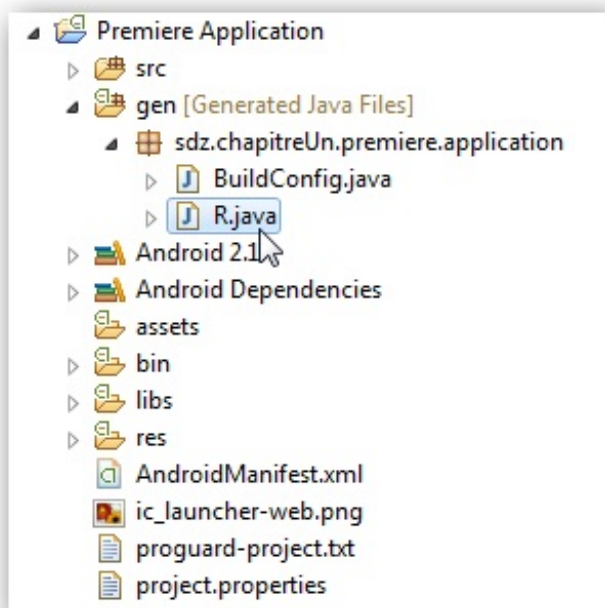 Premiere Application
src
gen [Generated Java Files]
sdz.chapitreUn.premiere.application
BuildConfig.java
R.java
Android 2.1
Android Dependencies
assets
bin
libs
res
AndroidManifest.xml
ic_launcher-web.png
proguard-project.txt
project.properties